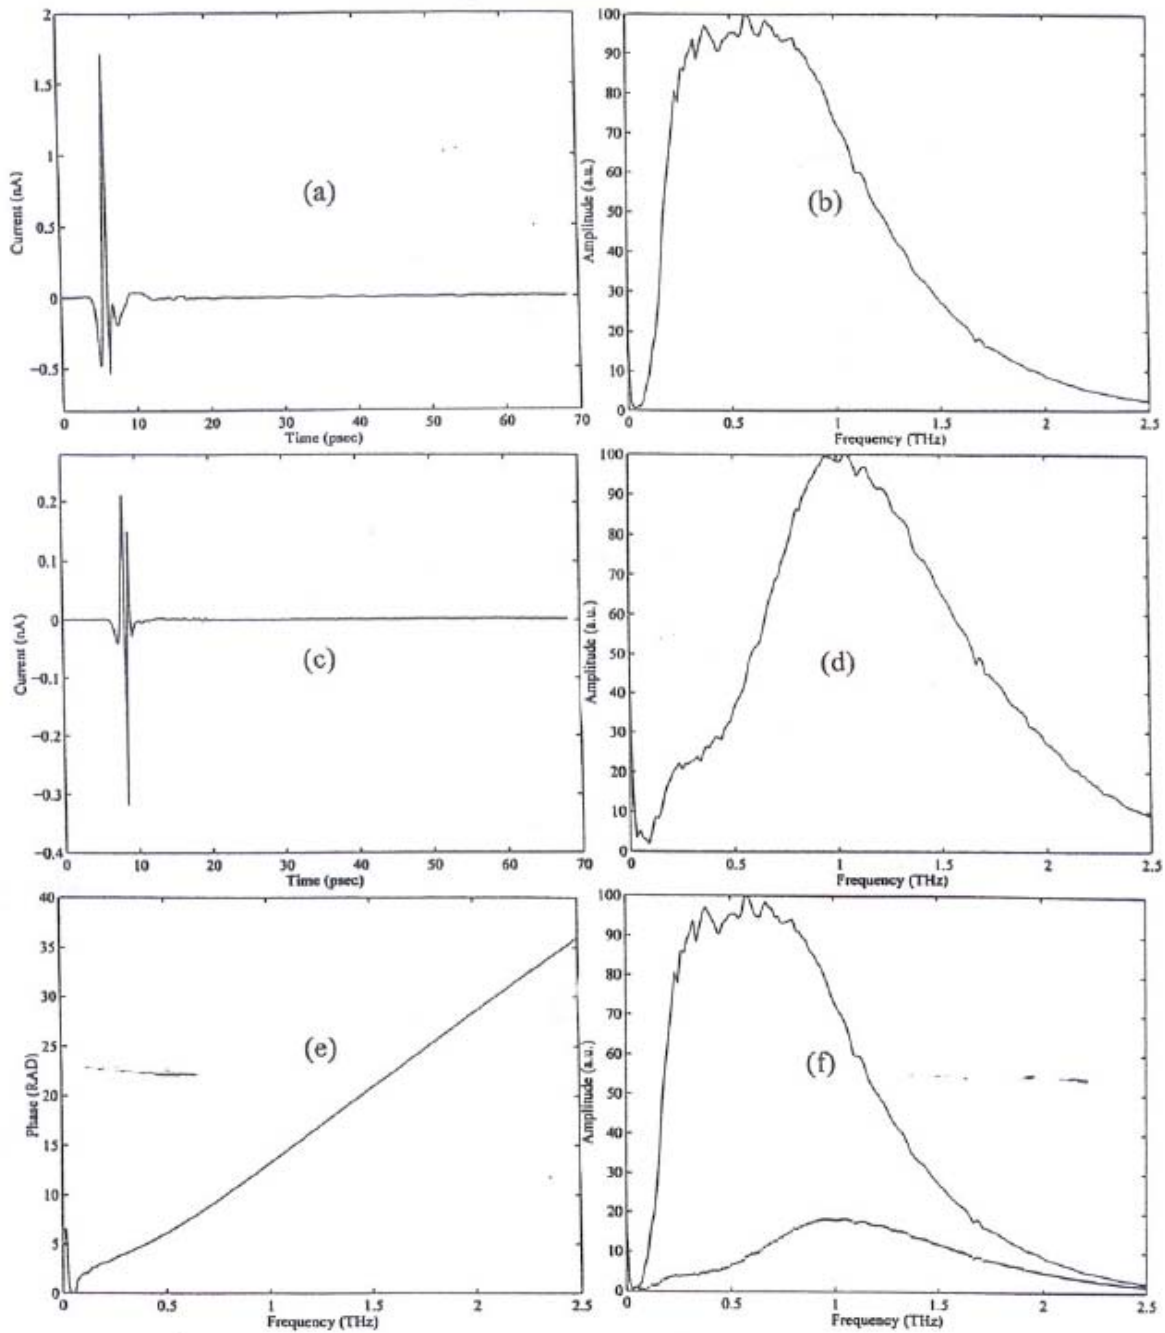 2
1.5
1
0.5
0
−0.5
Current (nA)
(a)
0 10 20 30 40 50 60 70
Time (psec)
100
90
80
70
60
50
40
30
20
10
0
Amplitude (a.u.)
(b)
0 0.5 1 1.5 2 2.5
Frequency (THz)
0.2
0.1
0
−0.1
−0.2
−0.3
−0.4
Current (nA)
(c)
0 10 20 30 40 50 60 70
Time (psec)
100
90
80
70
60
50
40
30
20
10
0
Amplitude (a.u.)
(d)
0 0.5 1 1.5 2 2.5
Frequency (THz)
40
35
30
25
20
15
10
5
0
Phase (RAD)
(e)
0 0.5 1 1.5 2 2.5
Frequency (THz)
100
90
80
70
60
50
40
30
20
10
0
Amplitude (a.u.)
(f)
0 0.5 1 1.5 2 2.5
Frequency (THz)